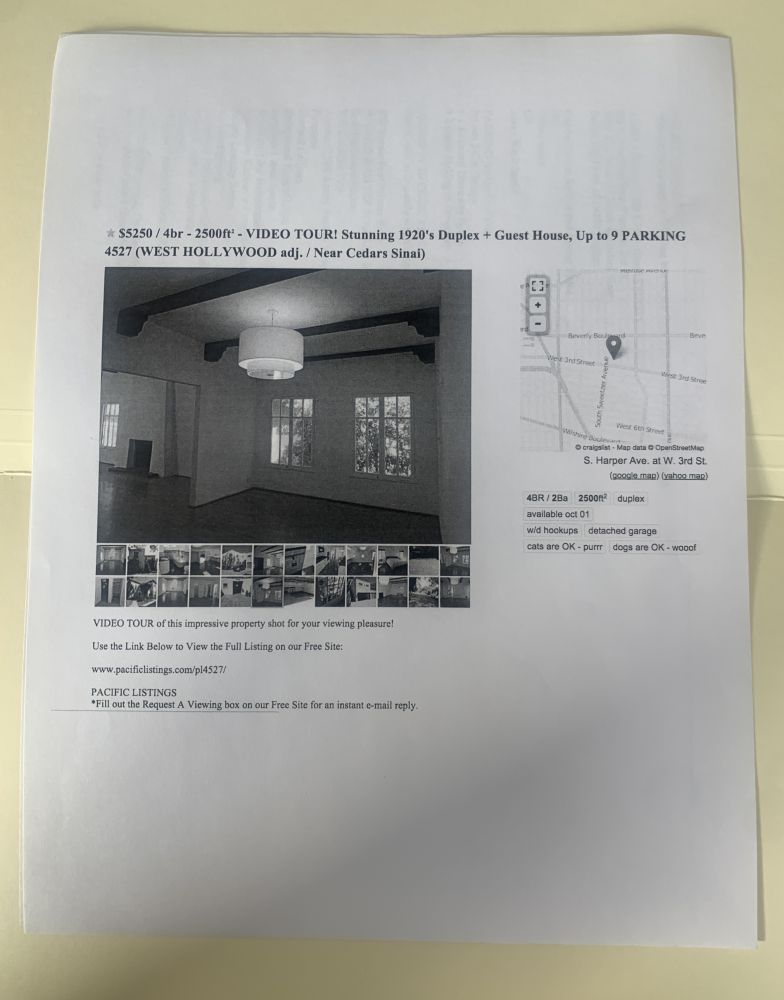 ★ $5250 / 4br - 2500ft² - VIDEO TOUR! Stunning 1920's Duplex + Guest House, Up to 9 PARKING
4527 (WEST HOLLYWOOD adj. / Near Cedars Sinai)
+
-
Beverly Boulevard
Beve
West 3rd Street
West 3rd Stree
South Sweetzer Avenue
West 6th Street
Wilshire Boulevard
© craigslist - Map data © OpenStreetMap
S. Harper Ave. at W. 3rd St.
(google map) (yahoo map)
4BR / 2Ba 2500ft² duplex
available oct 01
w/d hookups detached garage
cats are OK - purrr dogs are OK - wooof
VIDEO TOUR of this impressive property shot for your viewing pleasure!
Use the Link Below to View the Full Listing on our Free Site:
www.pacificlistings.com/pl4527/
PACIFIC LISTINGS
*Fill out the Request A Viewing box on our Free Site for an instant e-mail reply.